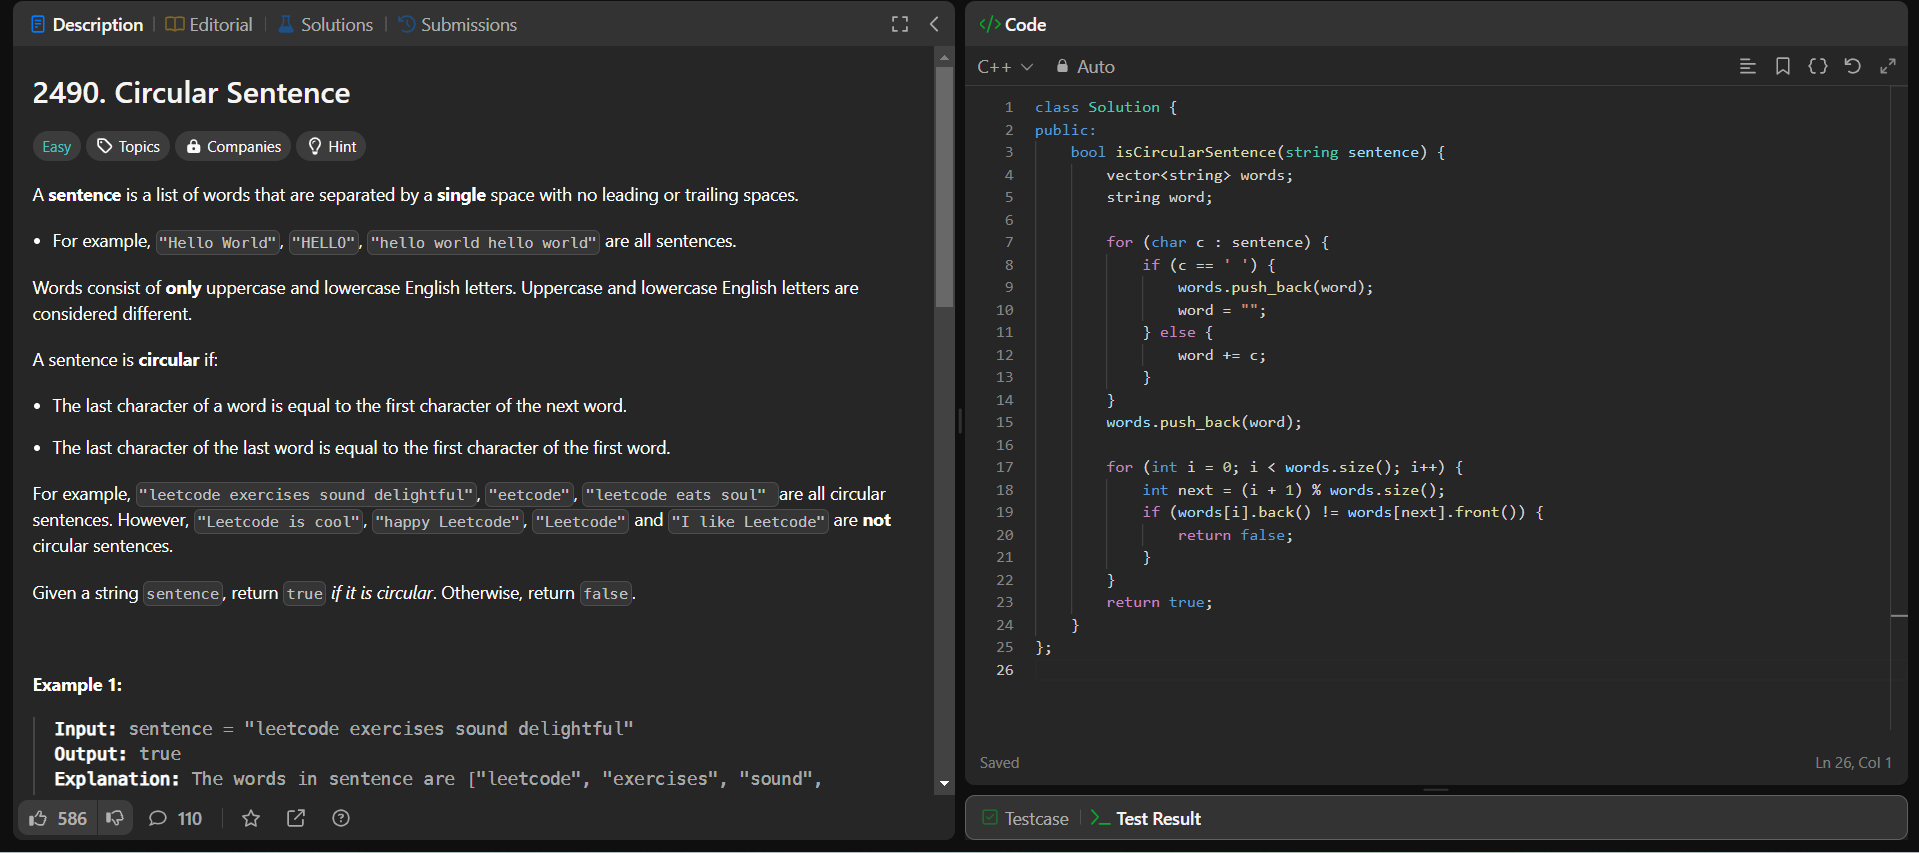 Description | Editorial | Solutions | Submissions
2490. Circular Sentence
Easy Topics Companies Hint
A sentence is a list of words that are separated by a single space with no leading or trailing spaces.
• For example, "Hello World", "HELLO", "hello world hello world" are all sentences.
Words consist of only uppercase and lowercase English letters. Uppercase and lowercase English letters are
considered different.
A sentence is circular if:
• The last character of a word is equal to the first character of the next word.
• The last character of the last word is equal to the first character of the first word.
For example, "leetcode exercises sound delightful", "eetcode", "leetcode eats soul" are all circular
sentences. However, "Leetcode is cool", "happy Leetcode", "Leetcode" and "I like Leetcode" are not
circular sentences.
Given a string sentence, return true if it is circular. Otherwise, return false.
Example 1:
Input: sentence = "leetcode exercises sound delightful"
Output: true
Explanation: The words in sentence are ["leetcode", "exercises", "sound",
586 110
</> Code
C++ Auto
1 class Solution {
2 public:
3 bool isCircularSentence(string sentence) {
4 vector<string> words;
5 string word;
6
7 for (char c : sentence) {
8 if (c == ' ') {
9 words.push_back(word);
10 word = "";
11 } else {
12 word += c;
13 }
14 }
15 words.push_back(word);
16
17 for (int i = 0; i < words.size(); i++) {
18 int next = (i + 1) % words.size();
19 if (words[i].back() != words[next].front()) {
20 return false;
21 }
22 }
23 return true;
24 }
25 };
26
Saved Ln 26, Col 1
Testcase | Test Result